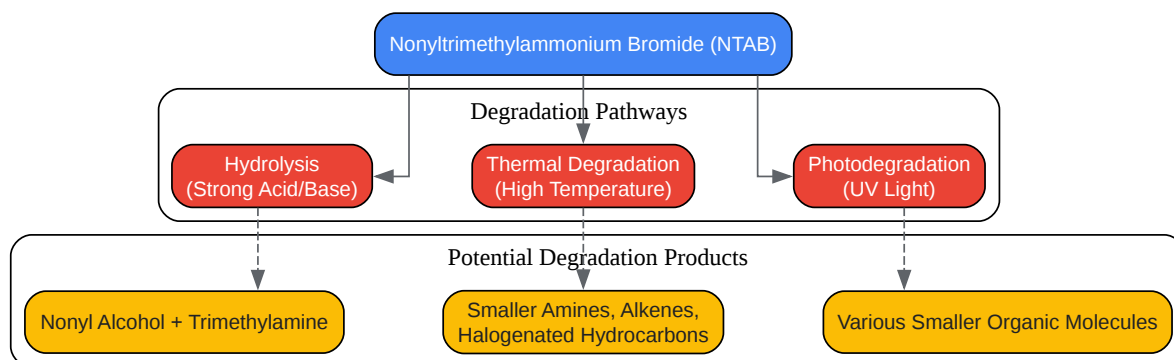 Nonyltrimethylammonium Bromide (NTAB)
Degradation Pathways
Hydrolysis
(Strong Acid/Base)
Thermal Degradation
(High Temperature)
Photodegradation
(UV Light)
Potential Degradation Products
Nonyl Alcohol + Trimethylamine
Smaller Amines, Alkenes,
Halogenated Hydrocarbons
Various Smaller Organic Molecules